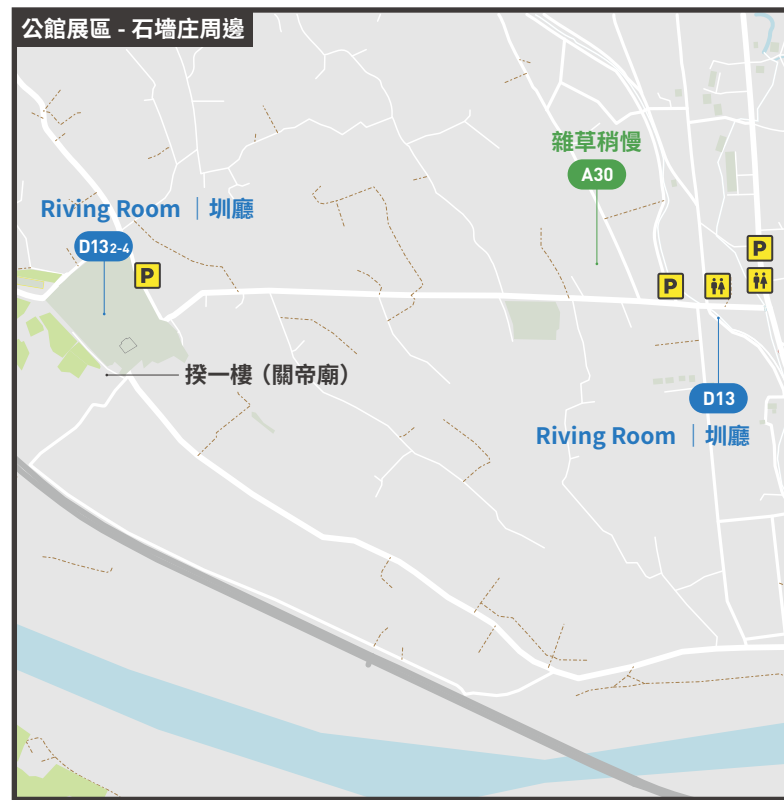 公館展區 - 石墻庄周邊
雜草稍慢
A30
Riving Room │ 圳廳
D132-4
P
P
P
揆一樓（關帝廟）
D13
Riving Room │ 圳廳